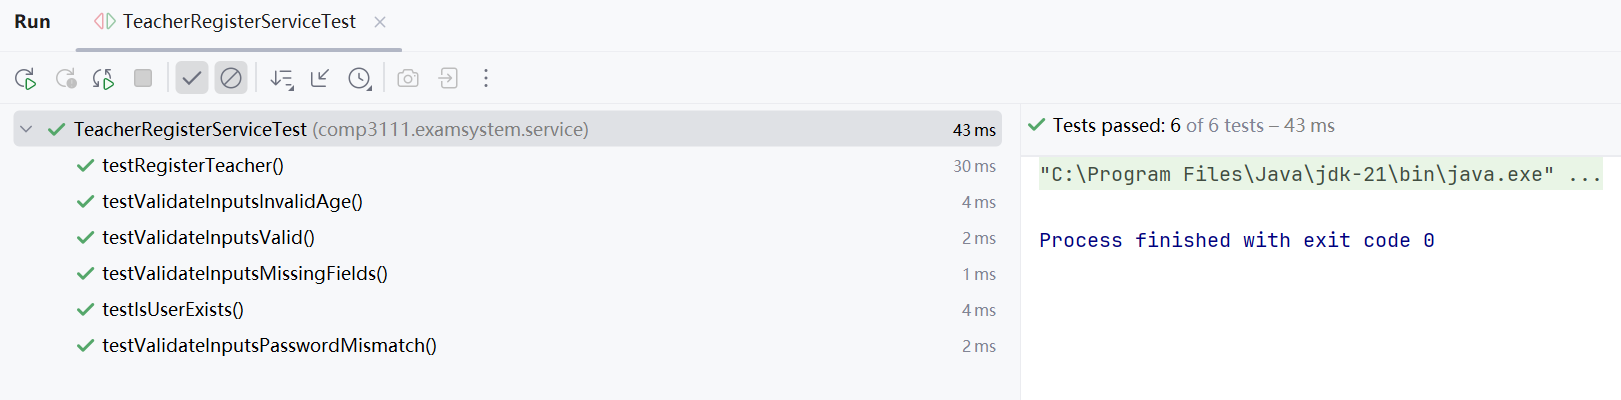 Run TeacherRegisterServiceTest
TeacherRegisterServiceTest (comp3111.examsystem.service) 43 ms
testRegisterTeacher() 30 ms
testValidateInputsInvalidAge() 4 ms
testValidateInputsValid() 2 ms
testValidateInputsMissingFields() 1 ms
testIsUserExists() 4 ms
testValidateInputsPasswordMismatch() 2 ms
Tests passed: 6 of 6 tests – 43 ms
"C:\Program Files\Java\jdk-21\bin\java.exe" ...
Process finished with exit code 0